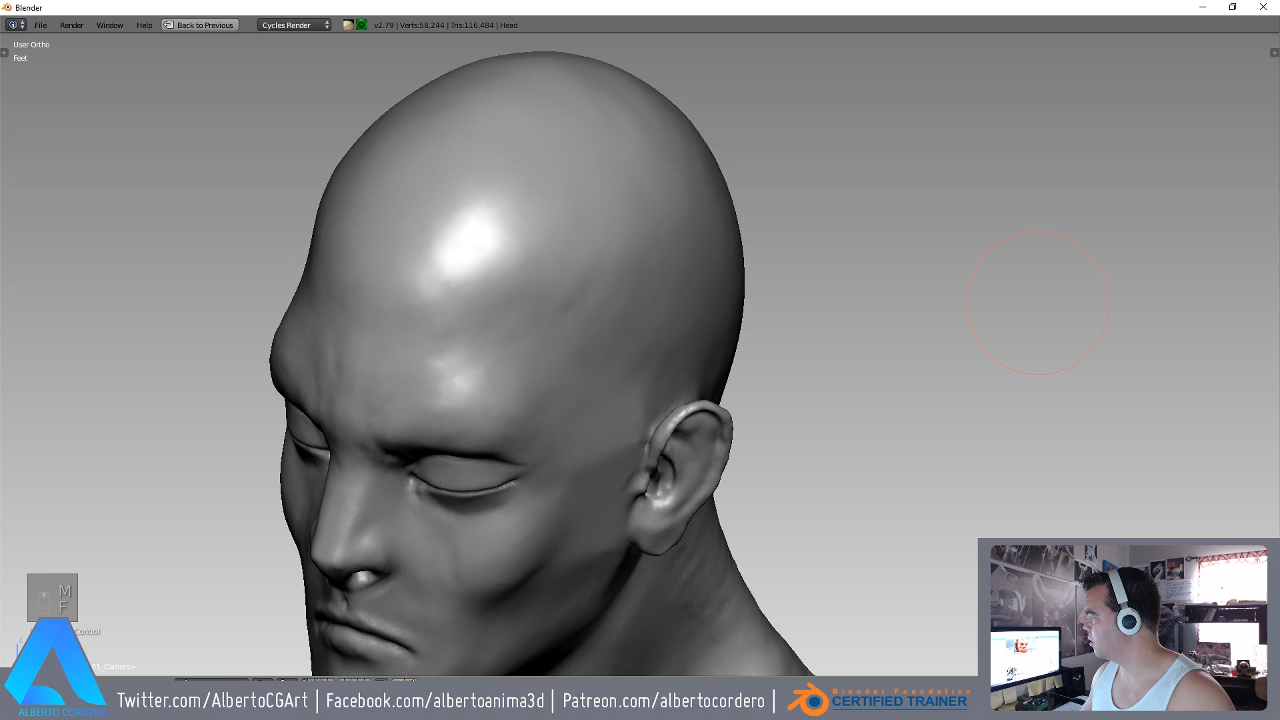 Blender
File Render Window Help Back to Previous Cycles Render v2.79 | Verts:58,244 | Tris:116,484 | Head
User Ortho
Feet
M
F
Camera>
ALBERTO CORDERO
Twitter.com/AlbertoCGArt | Facebook.com/albertoanima3d | Patreon.com/albertocordero |
Blender Foundation
CERTIFIED TRAINER